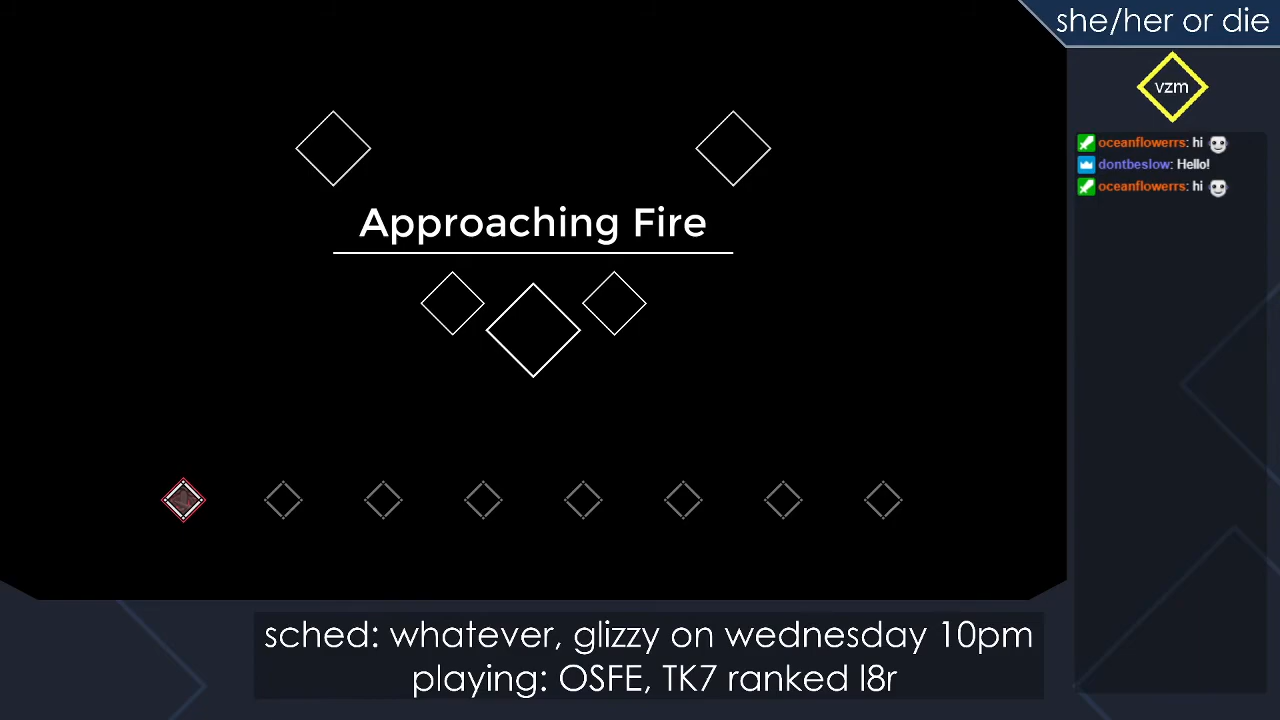 she/her or die
vzm
oceanflowerrs: hi
dontbeslow: Hello!
oceanflowerrs: hi
Approaching Fire
sched: whatever, glizzy on wednesday 10pm
playing: OSFE, TK7 ranked l8r